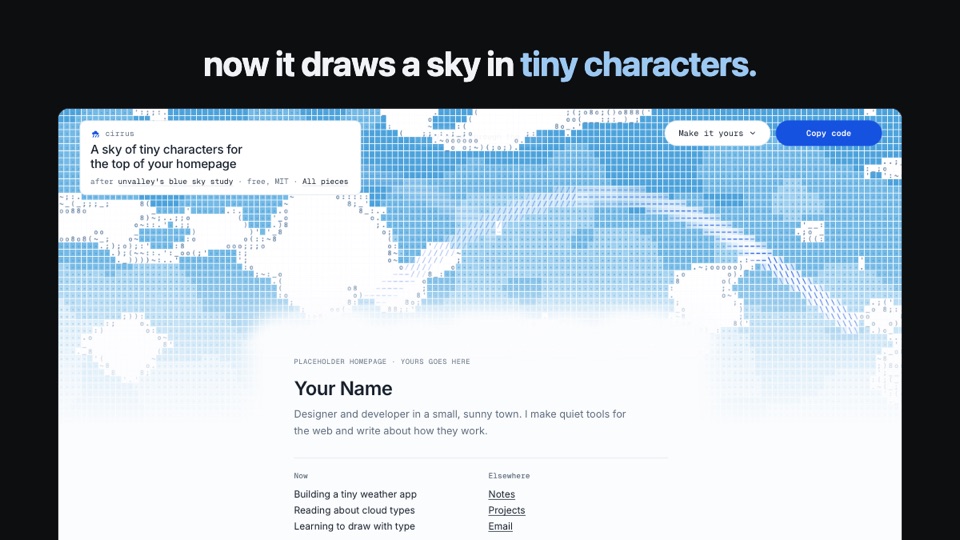 now it draws a sky in tiny characters.
cirrus
A sky of tiny characters for
the top of your homepage
after unvalley's blue sky study · free, MIT · All pieces
Make it yours
Copy code
PLACEHOLDER HOMEPAGE · YOURS GOES HERE
Your Name
Designer and developer in a small, sunny town. I make quiet tools for
the web and write about how they work.
Now
Elsewhere
Building a tiny weather app
Notes
Reading about cloud types
Projects
Learning to draw with type
Email